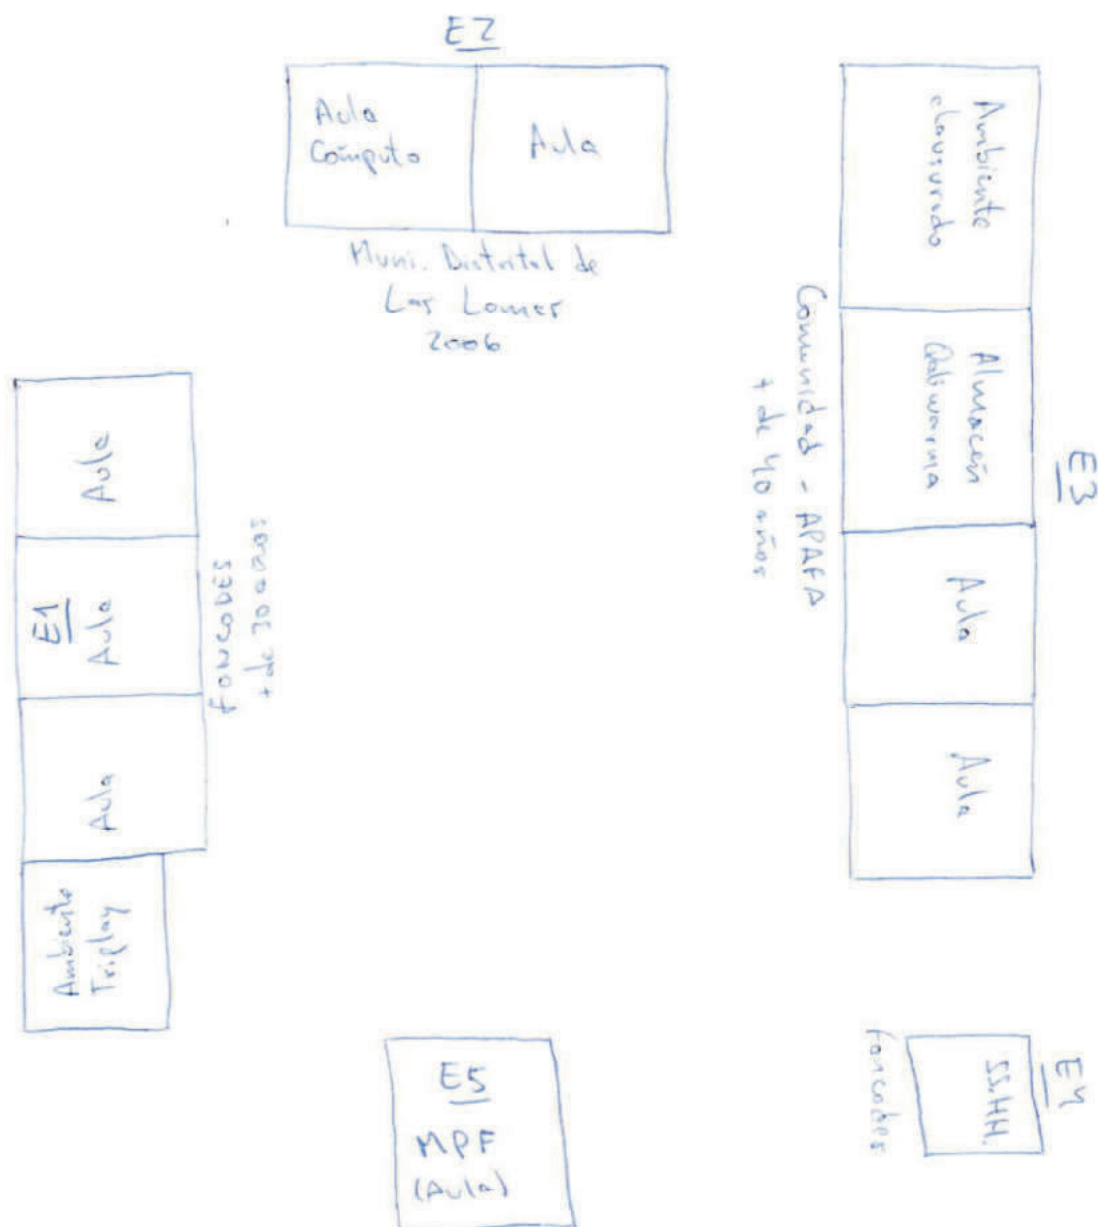 E2
Aula
Cómputo
Aula
Muni. Distrital de
Las Lomas
2006
Aula
E1
Aula
Aula
FONCODES
+ de 30 años
Ambiente
Triplay
E3
Ambiente
clausurado
Almacén
Qaliwarma
Aula
Aula
Comunidad - APAFA
+ de 40 años
E4
SS.HH.
Foncodes
E5
MPF
(Aula)